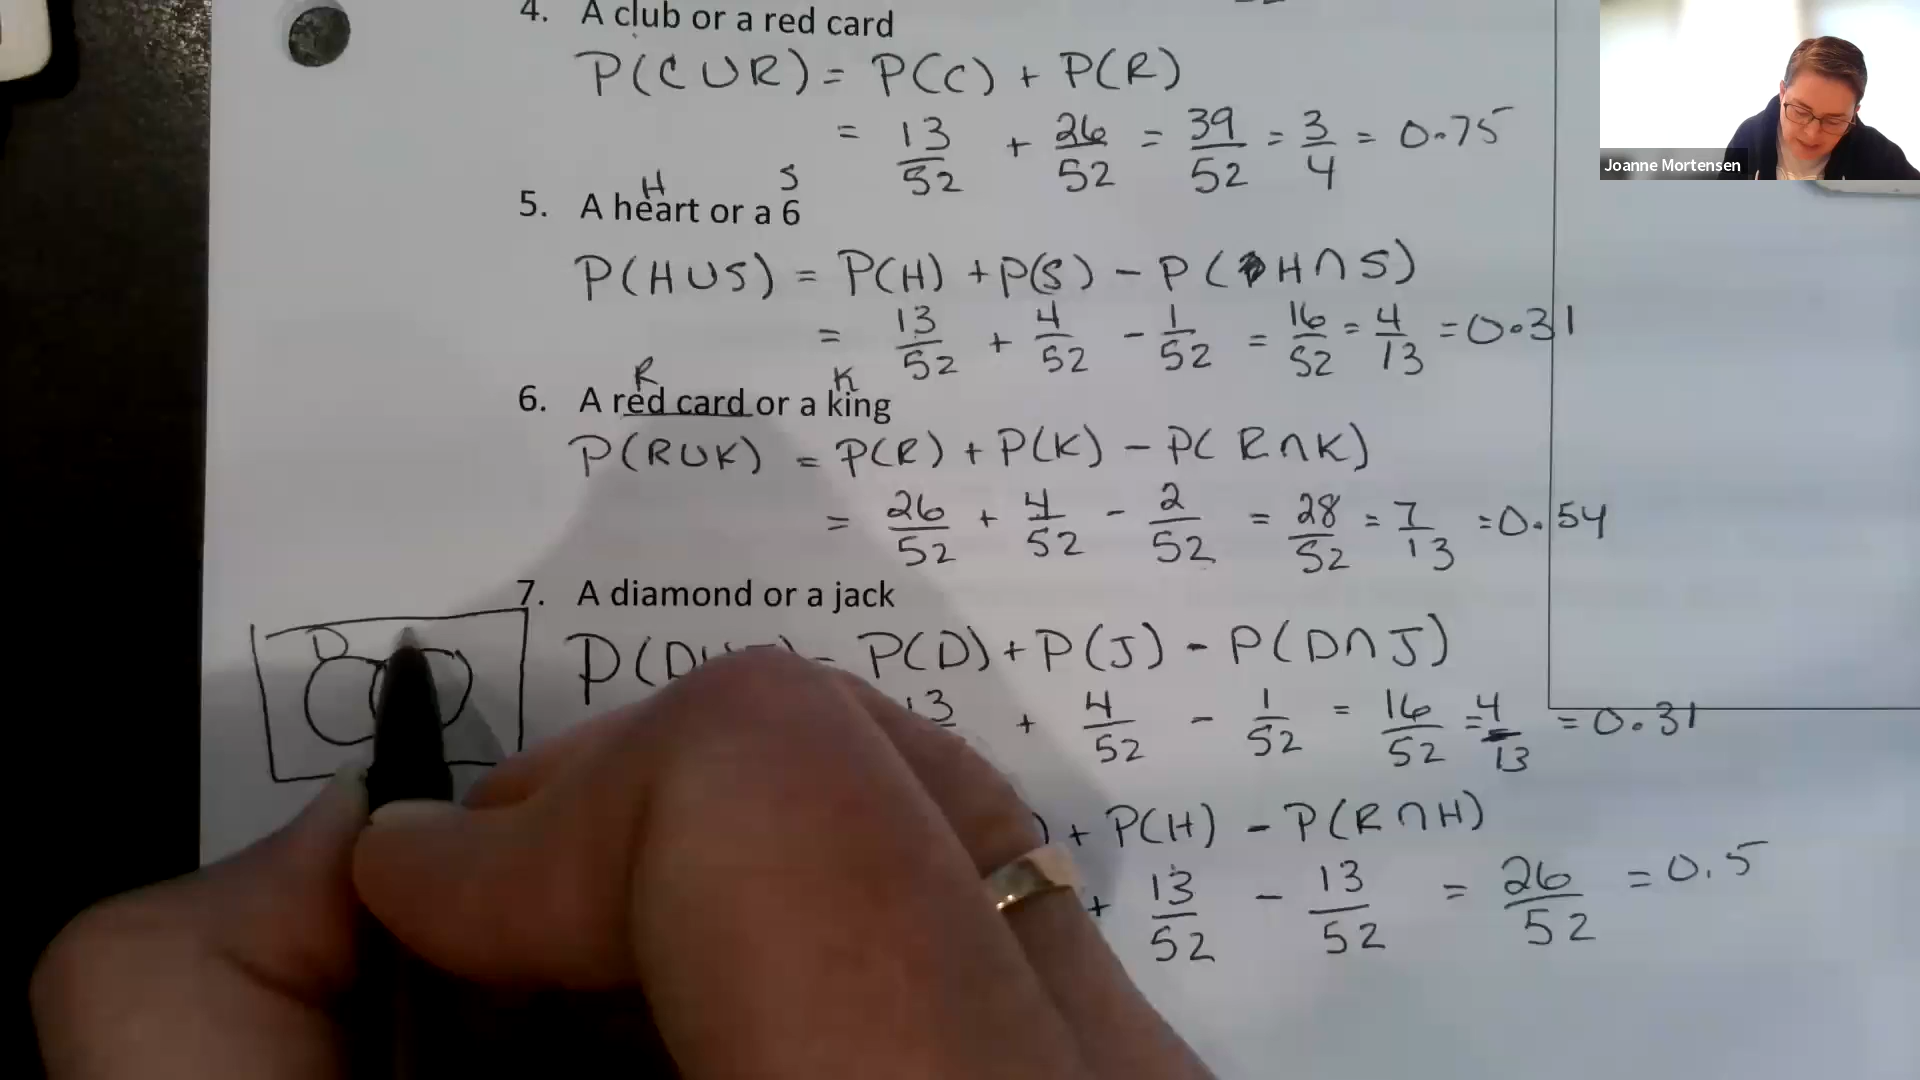 4. A club or a red card
P(C∪R) = P(C) + P(R)
= 13/52 + 26/52 = 39/52 = 3/4 = 0.75
Joanne Mortensen
H S
5. A heart or a 6
P(H∪S) = P(H) + P(S) - P(H∩S)
= 13/52 + 4/52 - 1/52 = 16/52 = 4/13 = 0.31
R K
6. A red card or a king
P(R∪K) = P(R) + P(K) - P(R∩K)
= 26/52 + 4/52 - 2/52 = 28/52 = 7/13 = 0.54
7. A diamond or a jack
D
P(D = P(D) + P(J) - P(D∩J)
13 + 4/52 - 1/52 = 16/52 = 4/13 = 0.31
) + P(H) - P(R∩H)
+ 13/52 - 13/52 = 26/52 = 0.5